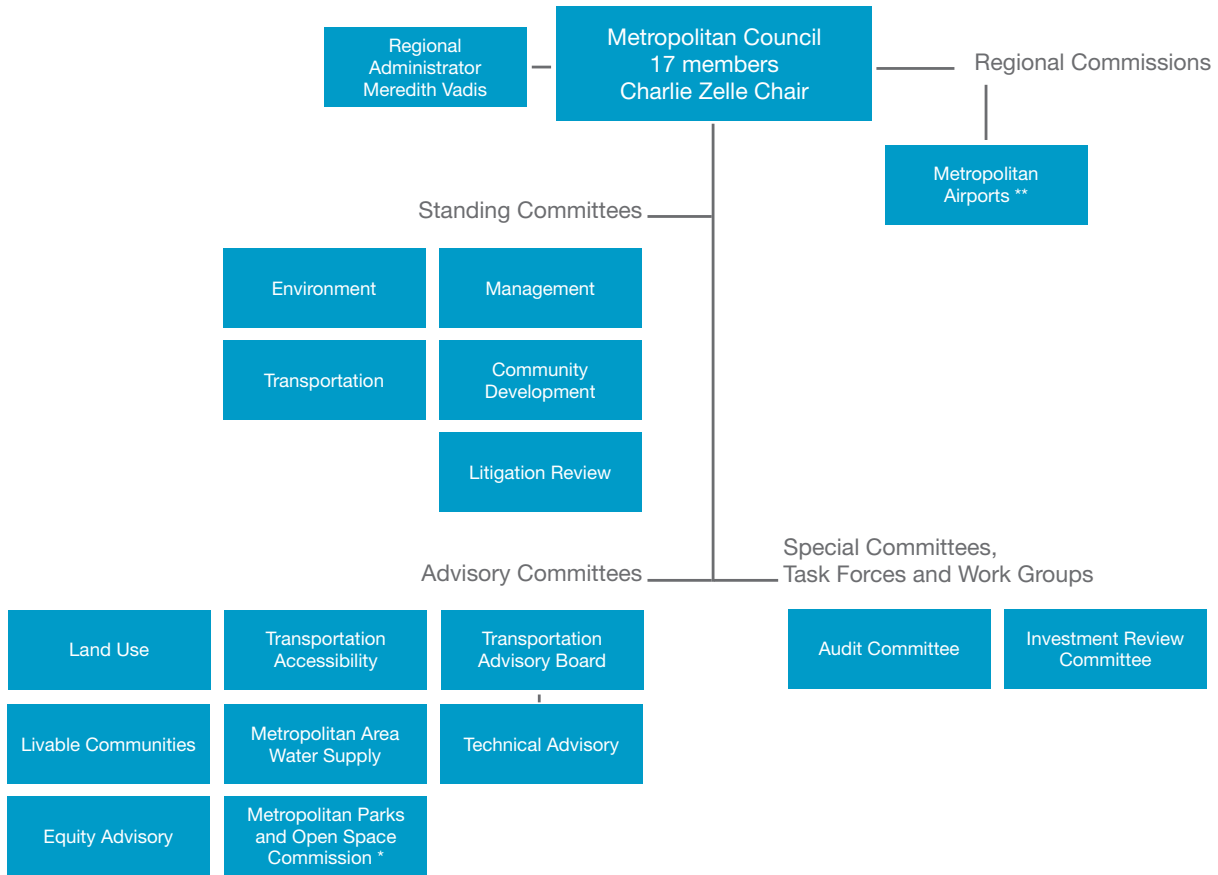 Regional
Administrator
Meredith Vadis
Metropolitan Council
17 members
Charlie Zelle Chair
Regional Commissions
Metropolitan
Airports **
Standing Committees
Environment
Management
Transportation
Community
Development
Litigation Review
Advisory Committees
Special Committees,
Task Forces and Work Groups
Land Use
Transportation
Accessibility
Transportation
Advisory Board
Audit Committee
Investment Review
Committee
Livable Communities
Metropolitan Area
Water Supply
Technical Advisory
Equity Advisory
Metropolitan Parks
and Open Space
Commission *